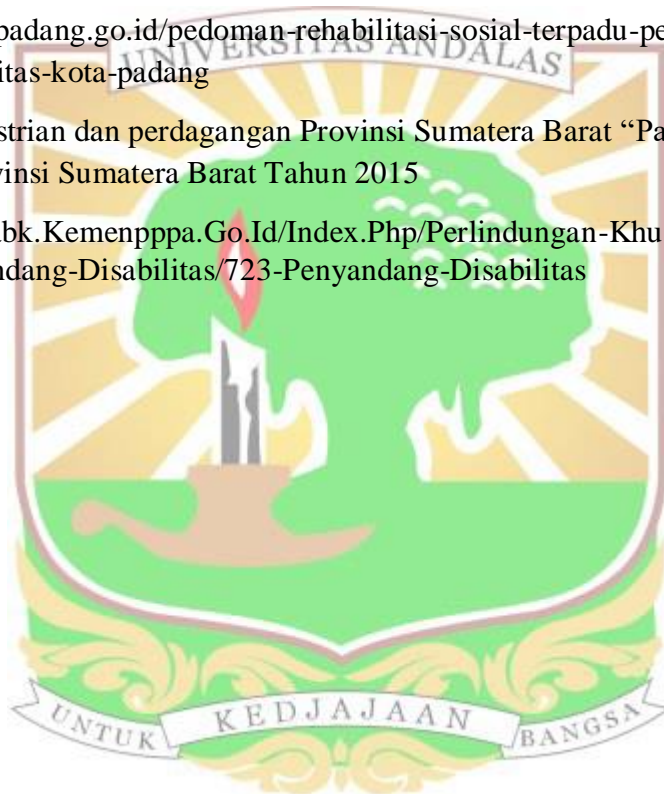 padang.go.id/pedoman-rehabilitasi-sosial-terpadu-pe
itas-kota-padang
UNIVERSITAS ANDALAS
strian dan perdagangan Provinsi Sumatera Barat “Pa
vinsi Sumatera Barat Tahun 2015
abk.Kemenpppa.Go.Id/Index.Php/Perlindungan-Khu
ndang-Disabilitas/723-Penyandang-Disabilitas
UNTUK KEDJAJAAN BANGSA